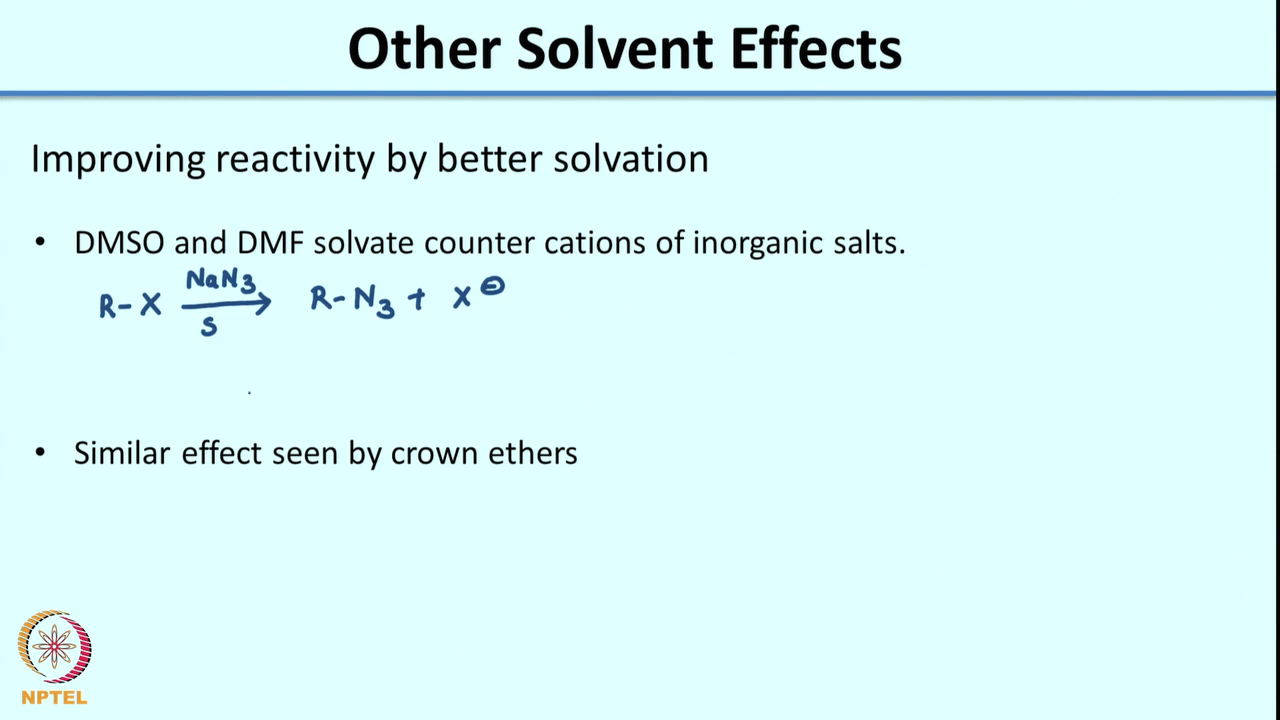 Other Solvent Effects
Improving reactivity by better solvation
• DMSO and DMF solvate counter cations of inorganic salts.
NaN3
R-X ⟶ R-N3 + X⊖
S
• Similar effect seen by crown ethers
NPTEL